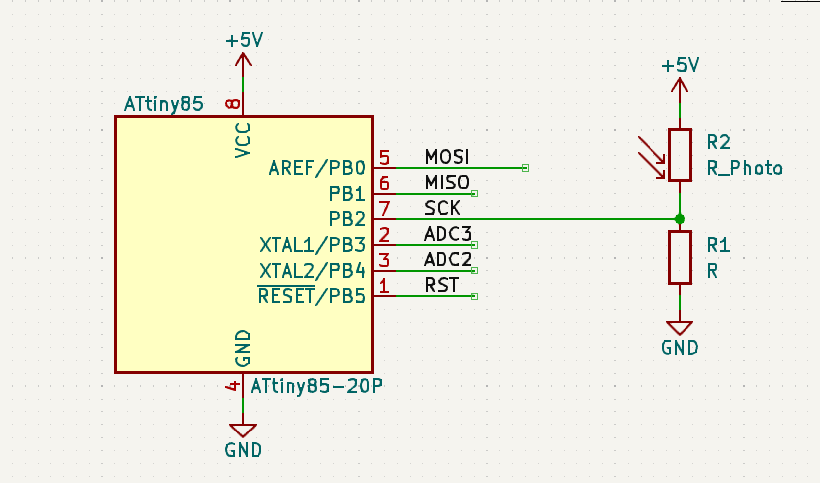 +5V
ATtiny85
8
VCC
AREF/PB0 5 MOSI
PB1 6 MISO
PB2 7 SCK
XTAL1/PB3 2 ADC3
XTAL2/PB4 3 ADC2
RESET/PB5 1 RST
GND
4
ATtiny85-20P
GND
+5V
R2
R_Photo
R1
R
GND